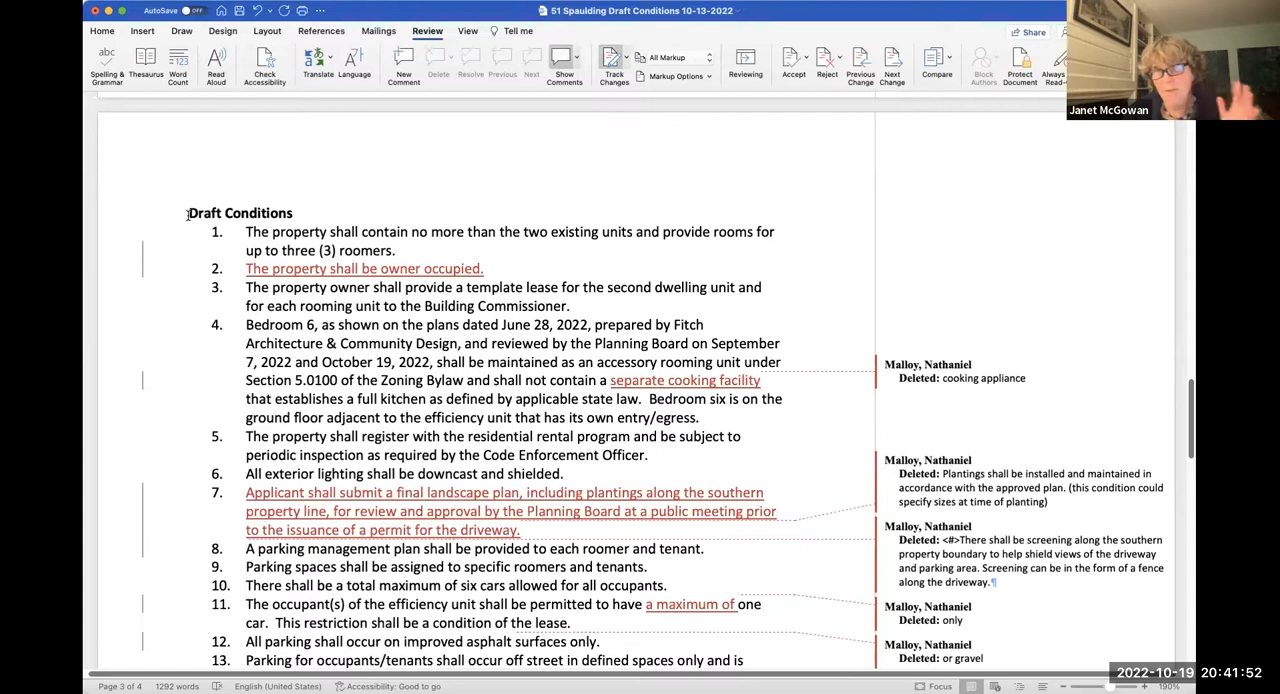 AutoSave OFF
51 Spaulding Draft Conditions 10-13-2022
Home Insert Draw Design Layout References Mailings Review View Tell me
Share
Spelling & Grammar
Thesaurus
Word Count
Read Aloud
Check Accessibility
Translate
Language
New Comment
Delete
Resolve
Previous
Next
Show Comments
Track Changes
All Markup
Markup Options
Reviewing
Accept
Reject
Previous Change
Next Change
Compare
Block Authors
Protect Document
Always
Read-
Janet McGowan
Draft Conditions
1. The property shall contain no more than the two existing units and provide rooms for
up to three (3) roomers.
2. The property shall be owner occupied.
3. The property owner shall provide a template lease for the second dwelling unit and
for each rooming unit to the Building Commissioner.
4. Bedroom 6, as shown on the plans dated June 28, 2022, prepared by Fitch
Architecture & Community Design, and reviewed by the Planning Board on September
7, 2022 and October 19, 2022, shall be maintained as an accessory rooming unit under
Section 5.0100 of the Zoning Bylaw and shall not contain a separate cooking facility
that establishes a full kitchen as defined by applicable state law. Bedroom six is on the
ground floor adjacent to the efficiency unit that has its own entry/egress.
5. The property shall register with the residential rental program and be subject to
periodic inspection as required by the Code Enforcement Officer.
6. All exterior lighting shall be downcast and shielded.
7. Applicant shall submit a final landscape plan, including plantings along the southern
property line, for review and approval by the Planning Board at a public meeting prior
to the issuance of a permit for the driveway.
8. A parking management plan shall be provided to each roomer and tenant.
9. Parking spaces shall be assigned to specific roomers and tenants.
10. There shall be a total maximum of six cars allowed for all occupants.
11. The occupant(s) of the efficiency unit shall be permitted to have a maximum of one
car. This restriction shall be a condition of the lease.
12. All parking shall occur on improved asphalt surfaces only.
13. Parking for occupants/tenants shall occur off street in defined spaces only and is
Malloy, Nathaniel
Deleted: cooking appliance
Malloy, Nathaniel
Deleted: Plantings shall be installed and maintained in
accordance with the approved plan. (this condition could
specify sizes at time of planting)
Malloy, Nathaniel
Deleted: <#>There shall be screening along the southern
property boundary to help shield views of the driveway
and parking area. Screening can be in the form of a fence
along the driveway.¶
Malloy, Nathaniel
Deleted: only
Malloy, Nathaniel
Deleted: or gravel
2022-10-19 20:41:52
Page 3 of 4 1292 words English (United States) Accessibility: Good to go
Focus
190%